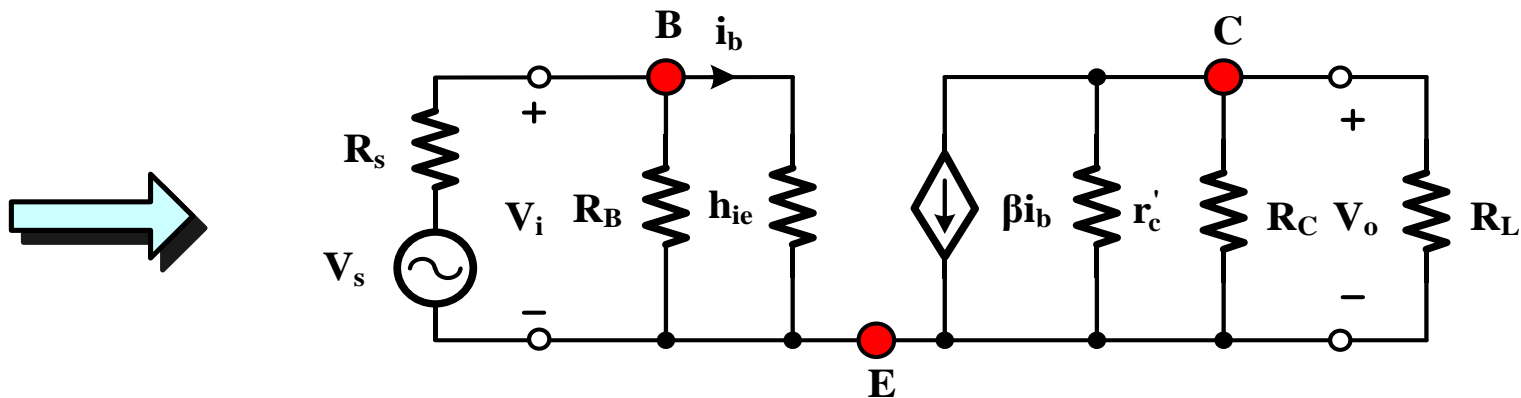 B i_b C
+ +
R_s
V_i R_B h_ie βi_b r_c' R_C V_o R_L
V_s
− −
E